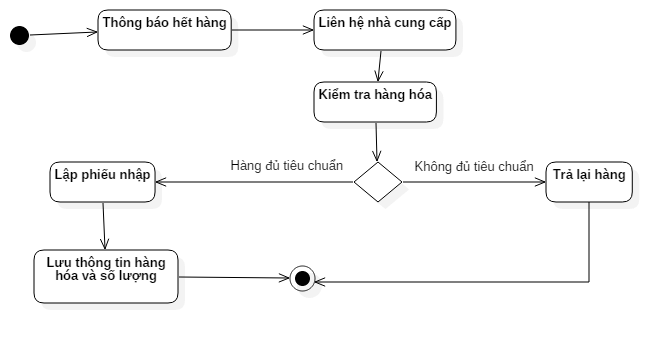 Thông báo hết hàng
Liên hệ nhà cung cấp
Kiểm tra hàng hóa
Hàng đủ tiêu chuẩn
Không đủ tiêu chuẩn
Lập phiếu nhập
Trả lại hàng
Lưu thông tin hàng
hóa và số lượng